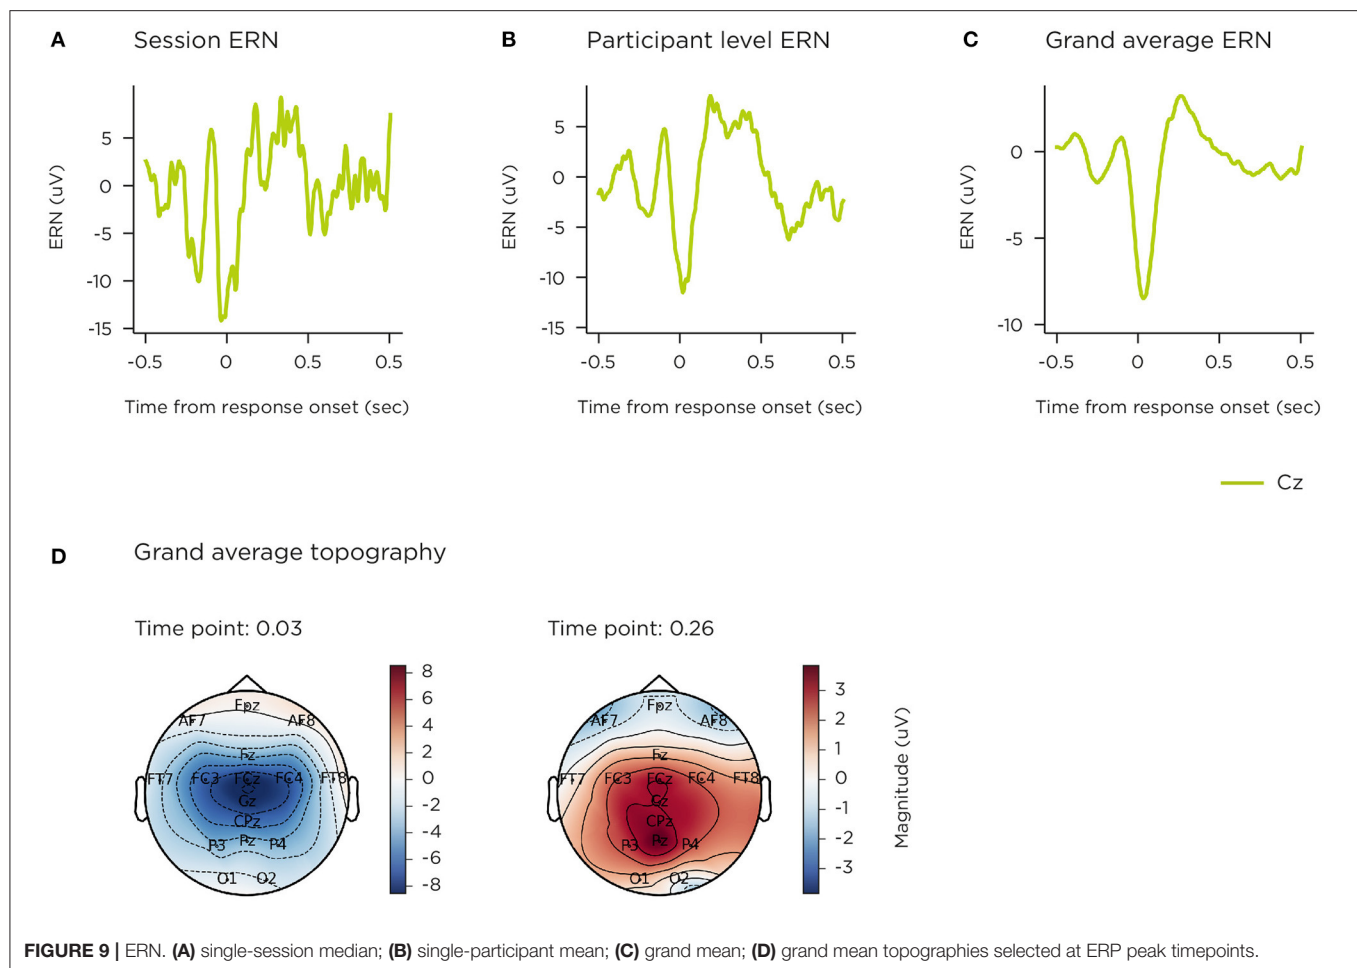 A Session ERN
B Participant level ERN
C Grand average ERN
ERN (uV)
5
0
-5
-10
-15
-0.5 0 0.5 0.5
Time from response onset (sec)
ERN (uV)
5
0
-5
-10
-15
-0.5 0 0.5 0.5
Time from response onset (sec)
ERN (uV)
0
-5
-10
-0.5 0 0.5 0.5
Time from response onset (sec)
Cz
D Grand average topography
Time point: 0.03
Fpz
AF7 AF8
Fz
FT7 FC3 FCz FC4 FT8
Cz
CPz
P3 Pz P4
O1 O2
8
6
4
2
0
-2
-4
-6
-8
Time point: 0.26
Fpz
AF7 AF8
Fz
FT7 FC3 FCz FC4 FT8
Cz
CPz
P3 Pz P4
O1 O2
3
2
1
0
-1
-2
-3
Magnitude (uV)
FIGURE 9 | ERN. (A) single-session median; (B) single-participant mean; (C) grand mean; (D) grand mean topographies selected at ERP peak timepoints.